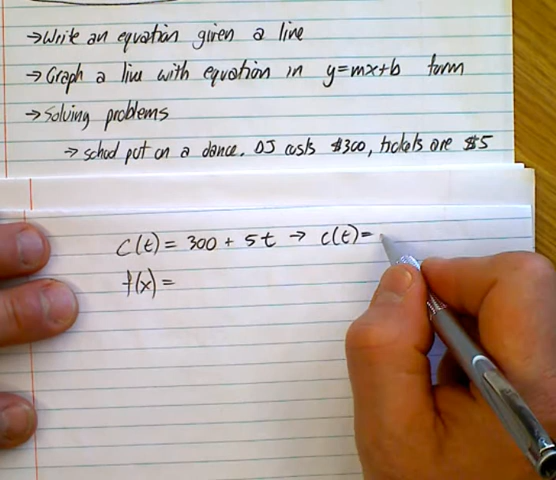 →Write an equation given a line
→Graph a line with equation in y=mx+b form
→Solving problems
→ school put on a dance. DJ costs $300, tickets are $5
C(t) = 300 + 5t → C(t)=
f(x) =